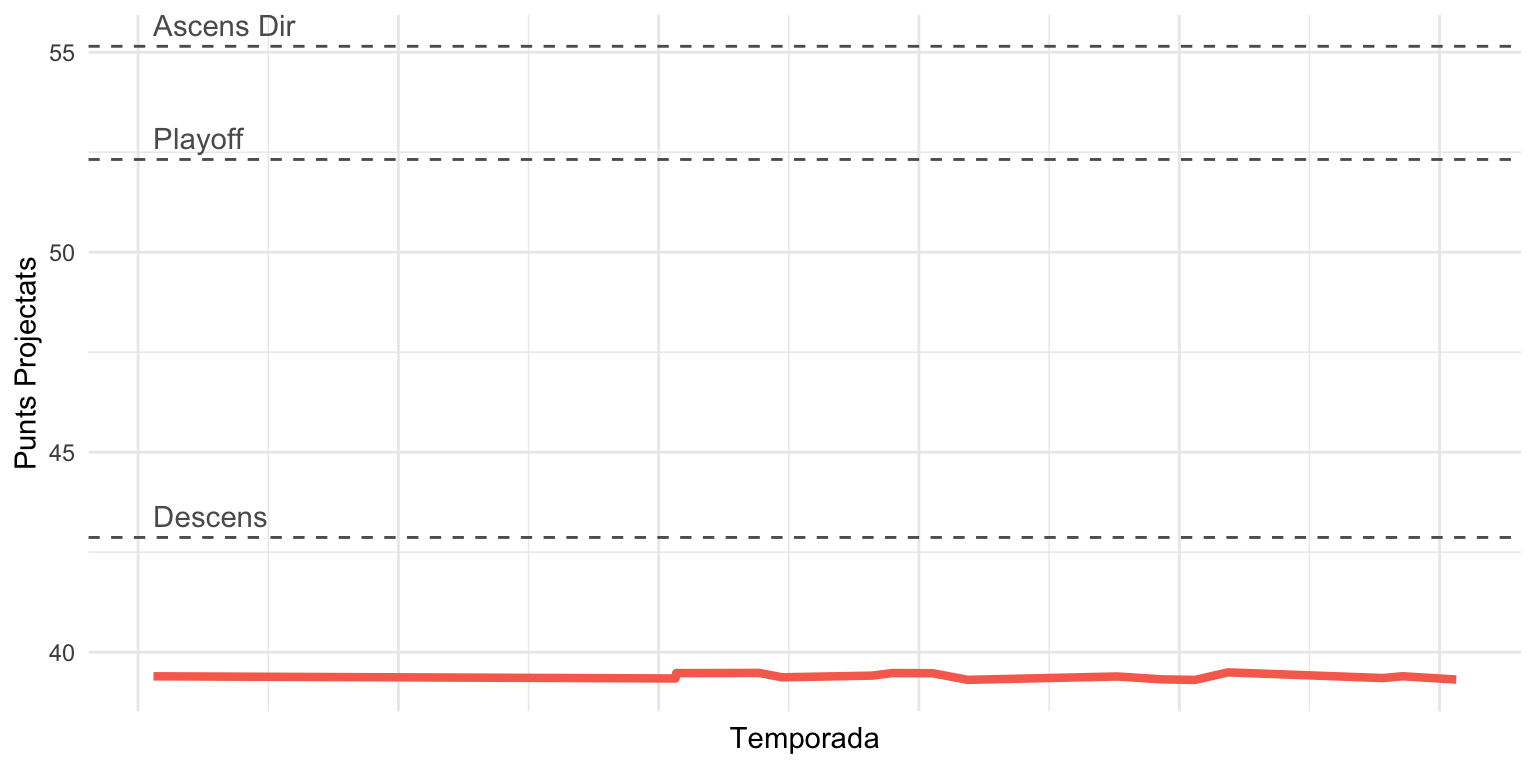 Ascens Dir
55
Playoff
50
Punts Projectats
45
Descens
40
Temporada